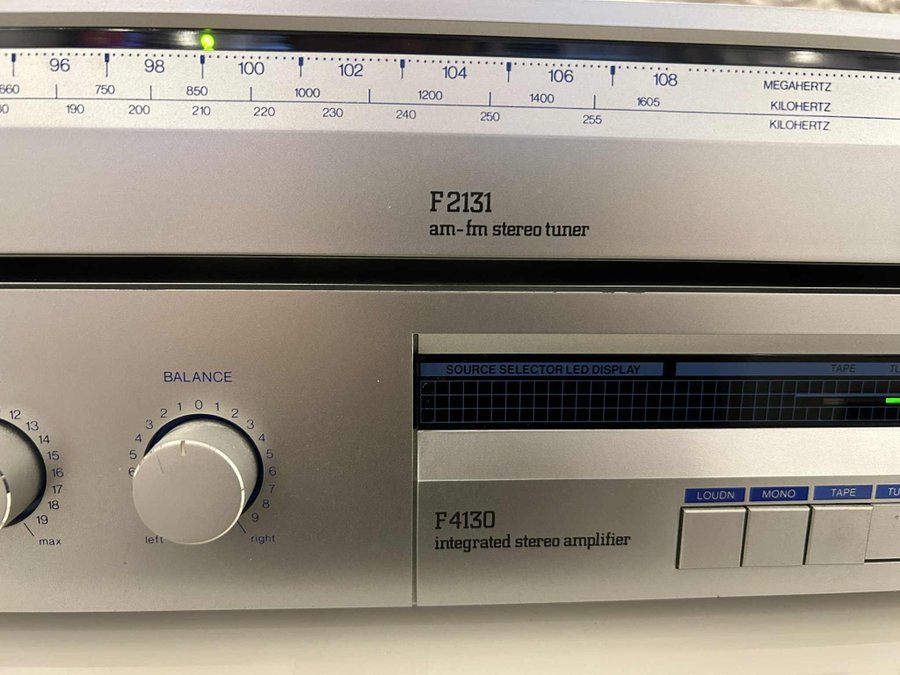 96 98 100 102 104 106 108 MEGAHERTZ
660 750 850 1000 1200 1400 1605 KILOHERTZ
190 200 210 220 230 240 250 255 KILOHERTZ
F2131
am-fm stereo tuner
SOURCE SELECTOR LED DISPLAY TAPE
BALANCE
12 13 14 15 16 17 18 19 max
6 5 4 3 2 1 0 1 2 3 4 5 6 7 8 9
left right
LOUDN MONO TAPE
F4130
integrated stereo amplifier